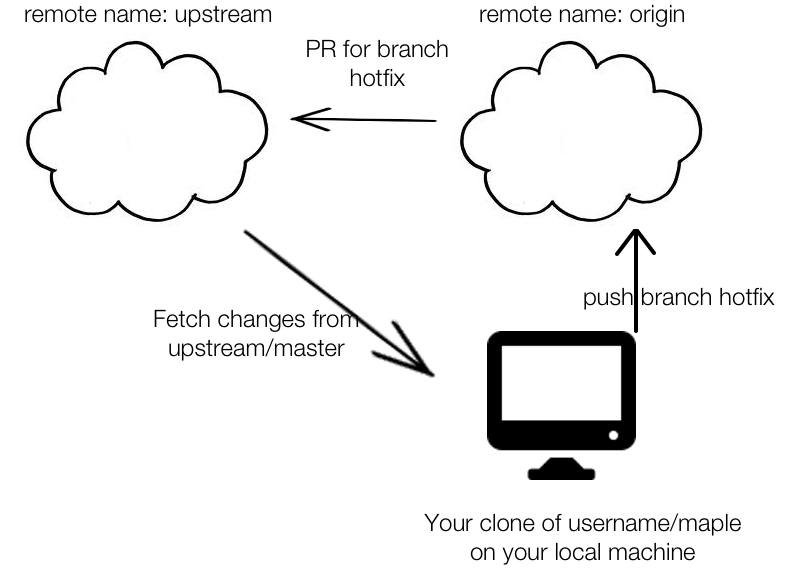 remote name: upstream
remote name: origin
PR for branch
hotfix
push branch hotfix
Fetch changes from
upstream/master
Your clone of username/maple
on your local machine